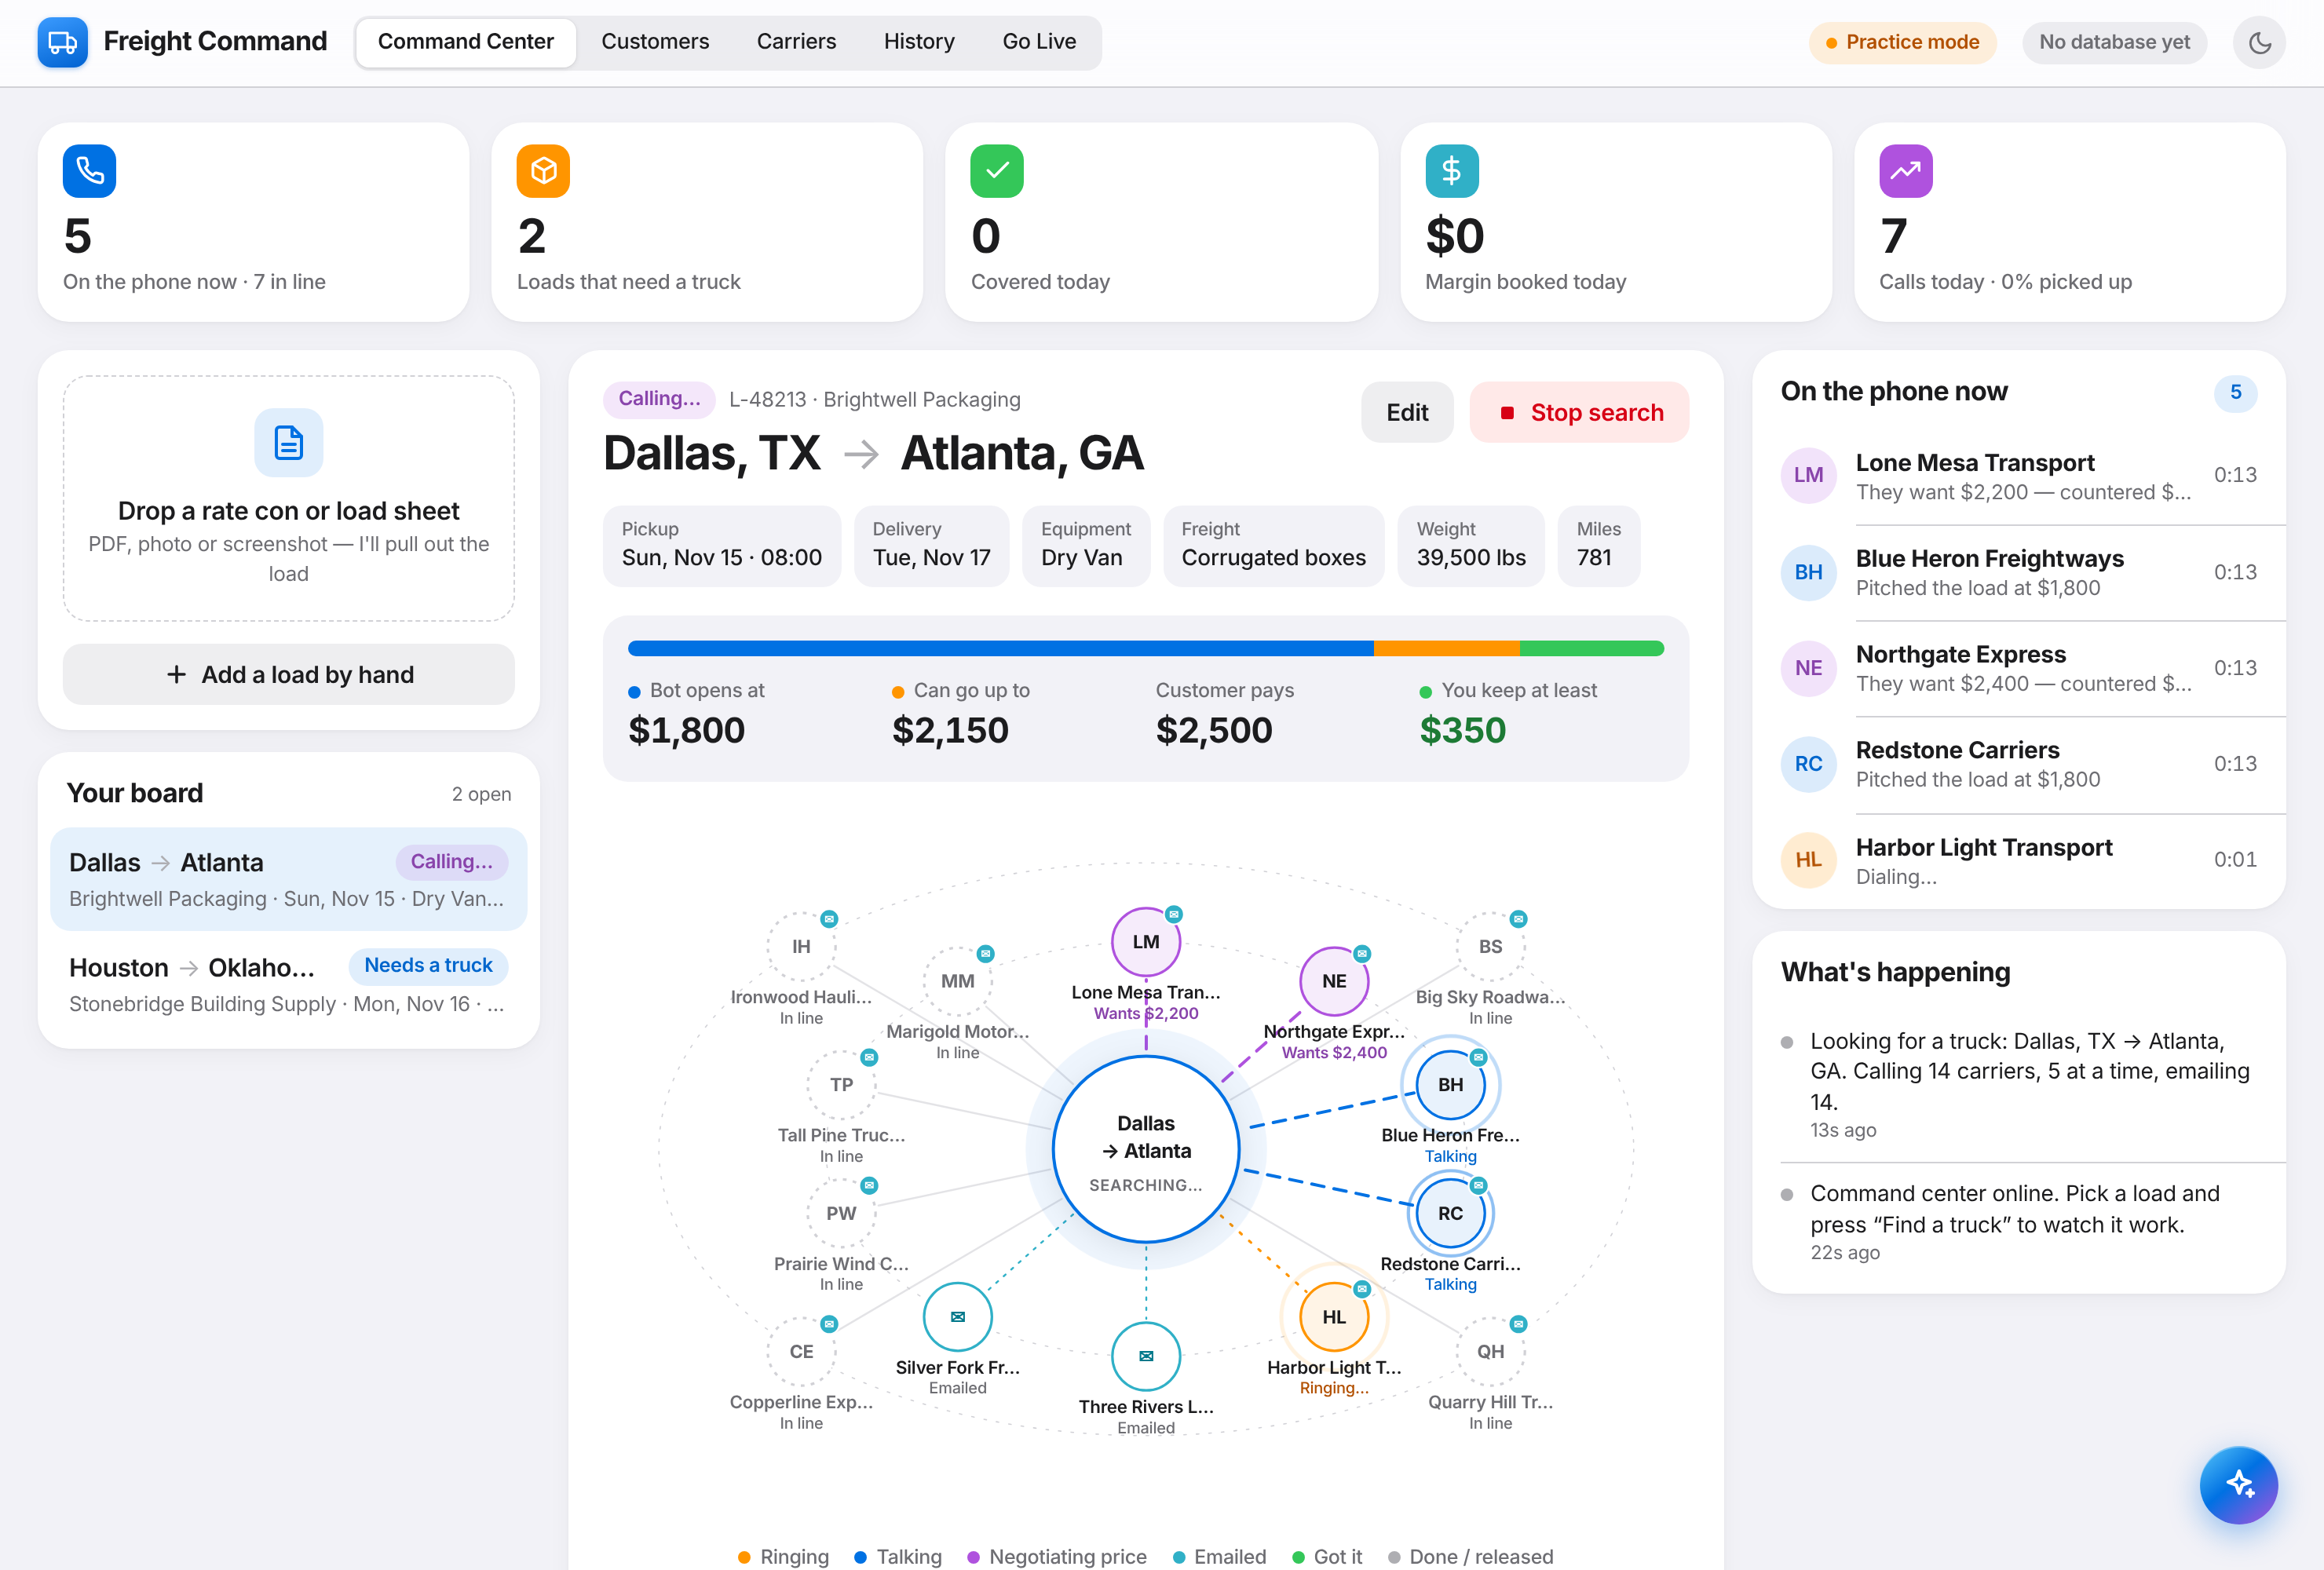 Freight Command
Command Center
Customers
Carriers
History
Go Live
Practice mode
No database yet
5
On the phone now · 7 in line
2
Loads that need a truck
0
Covered today
$0
Margin booked today
7
Calls today · 0% picked up
Drop a rate con or load sheet
PDF, photo or screenshot — I'll pull out the
load
Add a load by hand
Your board
2 open
Dallas → Atlanta
Calling...
Brightwell Packaging · Sun, Nov 15 · Dry Van...
Houston → Oklaho...
Needs a truck
Stonebridge Building Supply · Mon, Nov 16 · ...
Calling...
L-48213 · Brightwell Packaging
Edit
Stop search
Dallas, TX → Atlanta, GA
Pickup
Sun, Nov 15 · 08:00
Delivery
Tue, Nov 17
Equipment
Dry Van
Freight
Corrugated boxes
Weight
39,500 lbs
Miles
781
Bot opens at
$1,800
Can go up to
$2,150
Customer pays
$2,500
You keep at least
$350
IH
Ironwood Hauli...
In line
MM
Marigold Motor...
In line
LM
Lone Mesa Tran...
Wants $2,200
NE
Northgate Expr...
Wants $2,400
BS
Big Sky Roadwa...
In line
TP
Tall Pine Truc...
In line
BH
Blue Heron Fre...
Talking
Dallas
→ Atlanta
SEARCHING...
PW
Prairie Wind C...
In line
RC
Redstone Carri...
Talking
CE
Copperline Exp...
In line
Silver Fork Fr...
Emailed
Three Rivers L...
Emailed
HL
Harbor Light T...
Ringing...
QH
Quarry Hill Tr...
In line
Ringing
Talking
Negotiating price
Emailed
Got it
Done / released
On the phone now
5
LM
Lone Mesa Transport
They want $2,200 — countered $...
0:13
BH
Blue Heron Freightways
Pitched the load at $1,800
0:13
NE
Northgate Express
They want $2,400 — countered $...
0:13
RC
Redstone Carriers
Pitched the load at $1,800
0:13
HL
Harbor Light Transport
Dialing...
0:01
What's happening
Looking for a truck: Dallas, TX → Atlanta,
GA. Calling 14 carriers, 5 at a time, emailing
14.
13s ago
Command center online. Pick a load and
press “Find a truck” to watch it work.
22s ago